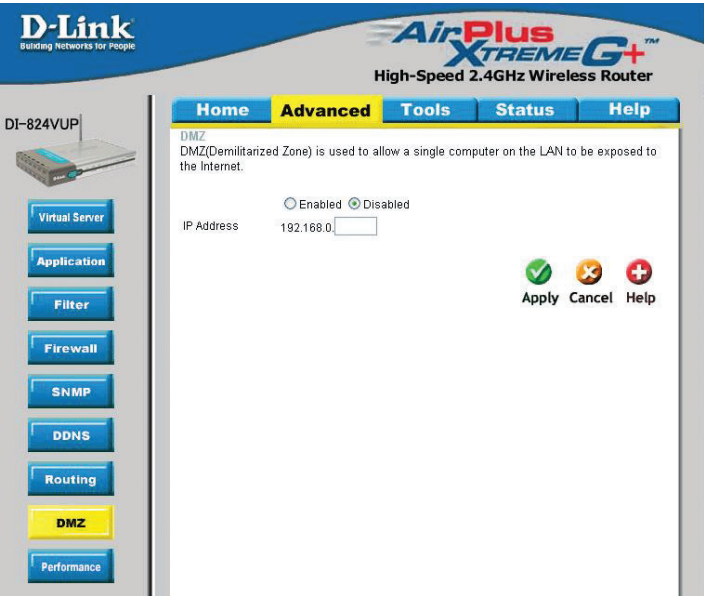 D-Link
Building Networks for People
AirPlus
XTREME G+™
High-Speed 2.4GHz Wireless Router
DI-824VUP
Home Advanced Tools Status Help
DMZ
DMZ(Demilitarized Zone) is used to allow a single computer on the LAN to be exposed to
the Internet.
Enabled Disabled
IP Address 192.168.0.
Apply Cancel Help
Virtual Server
Application
Filter
Firewall
SNMP
DDNS
Routing
DMZ
Performance